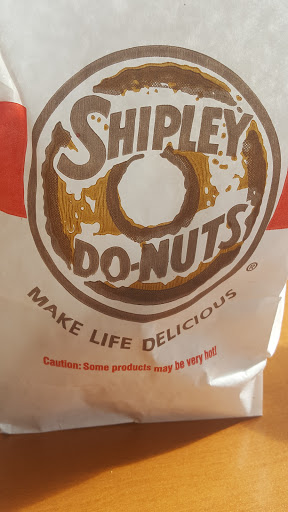 SHIPLEY
DO-NUTS
®
MAKE LIFE DELICIOUS
Caution: Some products may be very hot!